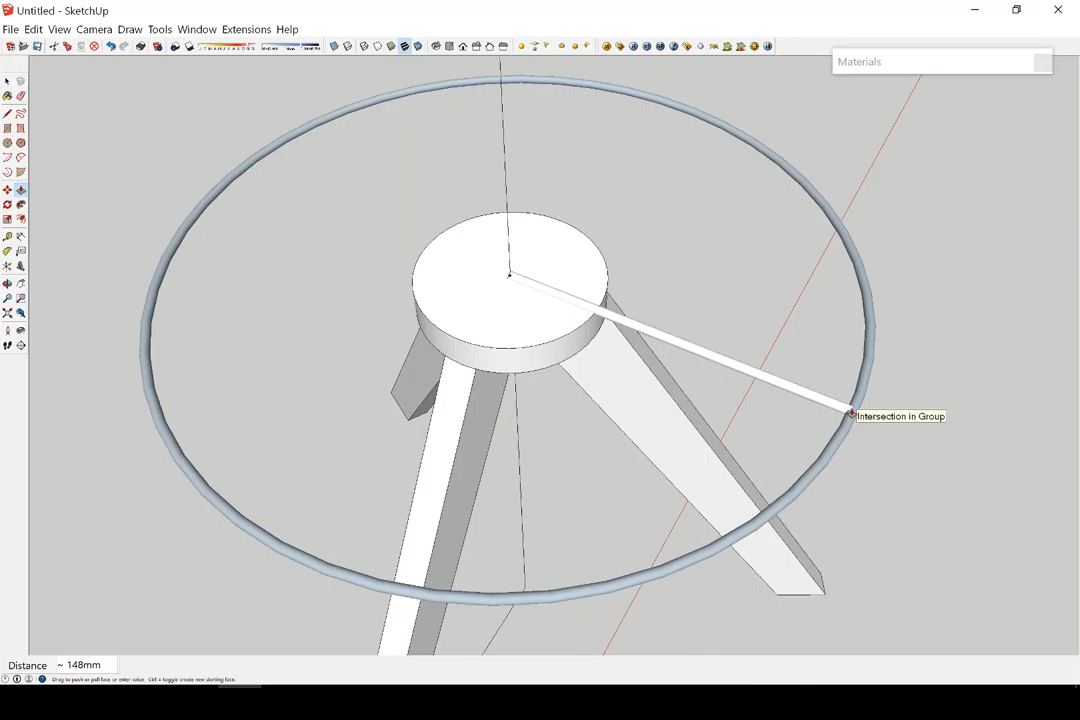 Untitled - SketchUp
File Edit View Camera Draw Tools Window Extensions Help
Materials
Intersection in Group
Distance ~ 148mm
Drag to push or pull face or enter value. Ctrl = toggle create new starting face.